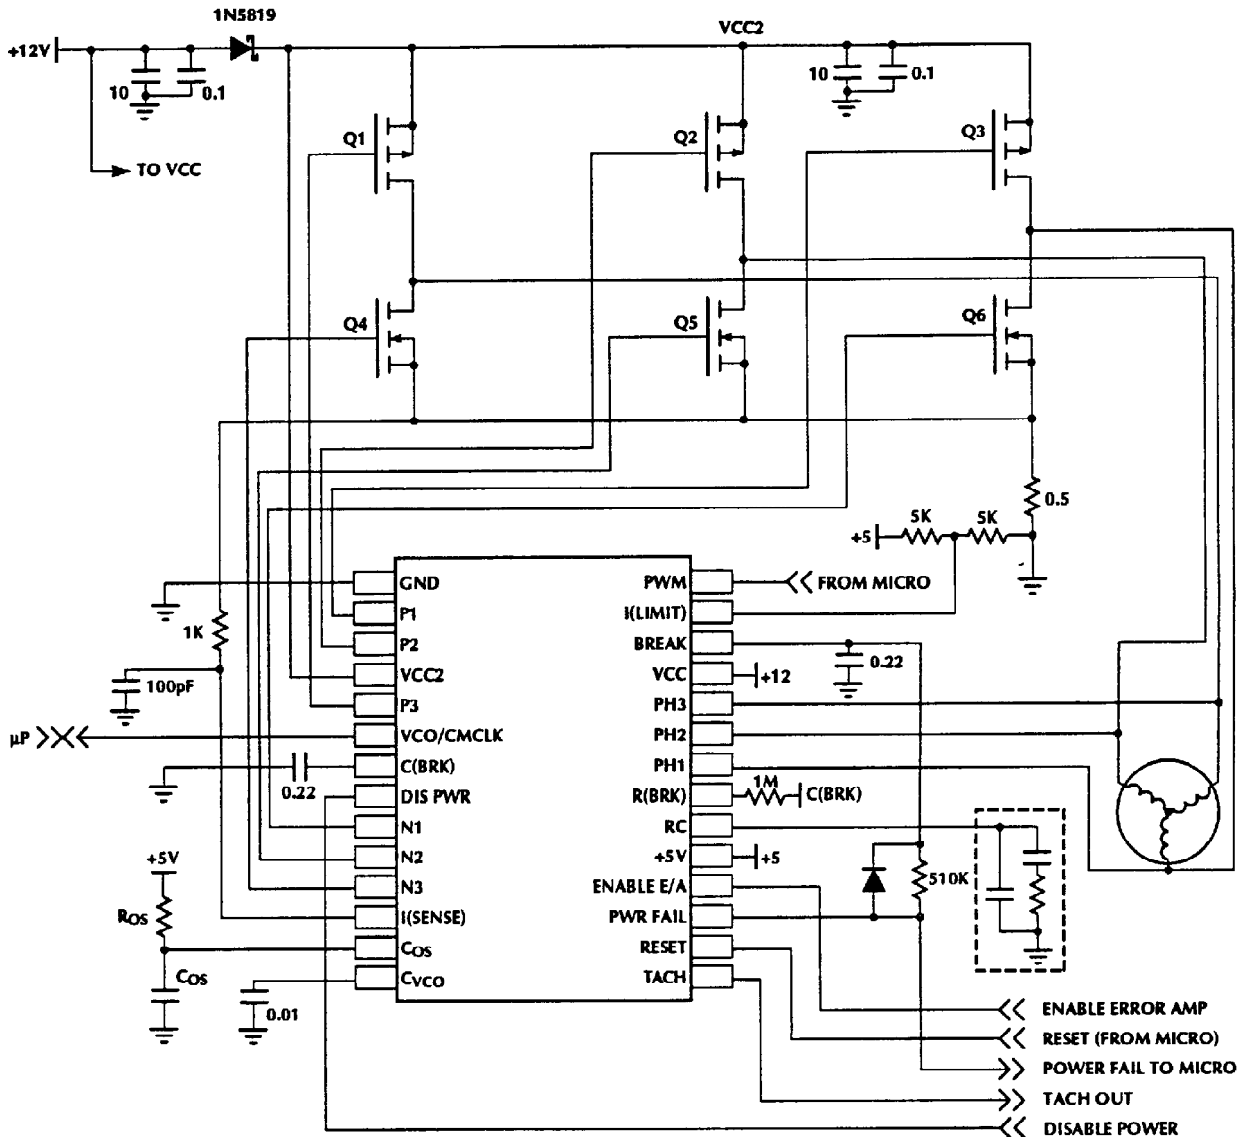 1N5819
+12V
VCC2
10
0.1
10
0.1
TO VCC
Q1
Q2
Q3
Q4
Q5
Q6
0.5
5K
5K
+5
1K
100pF
µP
0.22
+5V
ROS
COS
0.01
GND
P1
P2
VCC2
P3
VCO/CMCLK
C(BRK)
DIS PWR
N1
N2
N3
I(SENSE)
COS
CVCO
PWM
I(LIMIT)
BREAK
VCC
PH3
PH2
PH1
R(BRK)
RC
+5V
ENABLE E/A
PWR FAIL
RESET
TACH
FROM MICRO
0.22
+12
1M
C(BRK)
+5
510K
ENABLE ERROR AMP
RESET (FROM MICRO)
POWER FAIL TO MICRO
TACH OUT
DISABLE POWER